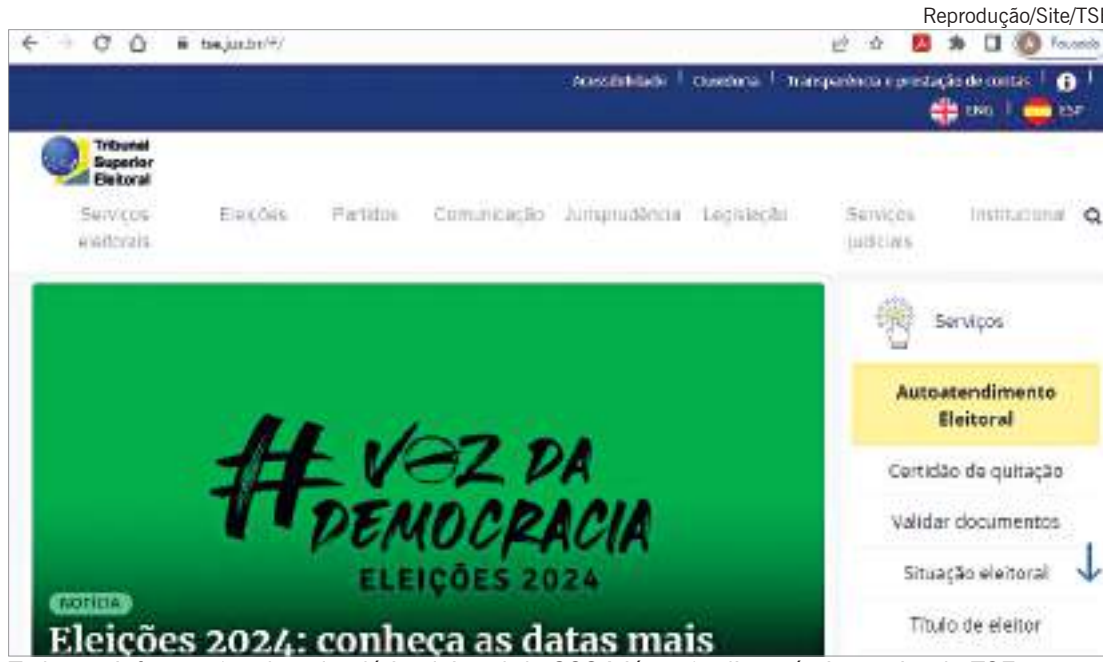 Reprodução/Site/TSE
tse.jus.br/#/
Acessibilidade | Ouvidoria | Transparência e prestação de contas
ENG | ESP
Tribunal
Superior
Eleitoral
Serviços eleitorais
Eleições
Partidos
Comunicação
Jurisprudência
Legislação
Serviços judiciais
Institucional
Serviços
Autoatendimento
Eleitoral
Certidão de quitação
Validar documentos
Situação eleitoral
Título de eleitor
# VOZ DA
DEMOCRACIA
ELEIÇÕES 2024
NOTÍCIA
Eleições 2024: conheça as datas mais